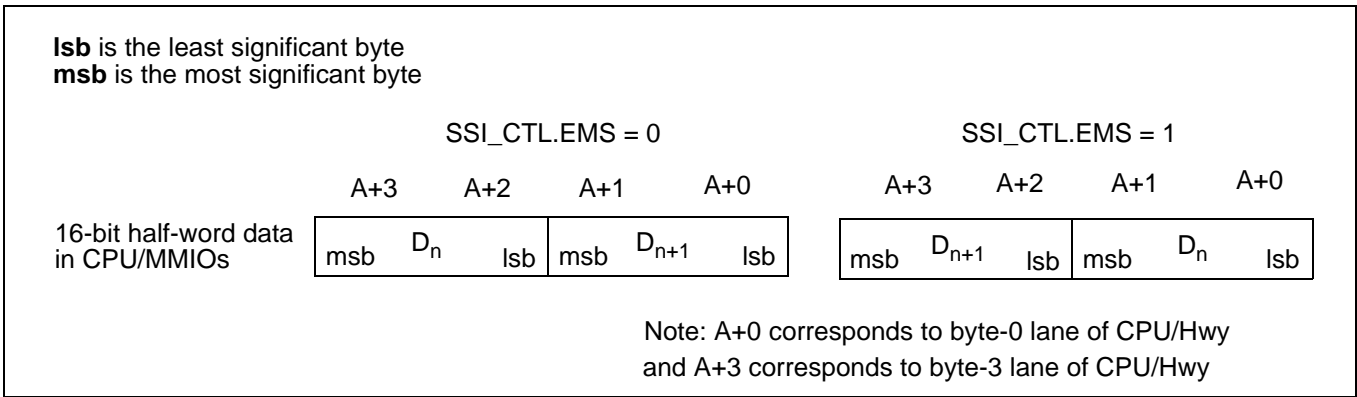 lsb is the least significant byte
msb is the most significant byte
SSI_CTL.EMS = 0 SSI_CTL.EMS = 1
A+3 A+2 A+1 A+0 A+3 A+2 A+1 A+0
16-bit half-word data
in CPU/MMIOs
msb Dn lsb msb Dn+1 lsb msb Dn+1 lsb msb Dn lsb
Note: A+0 corresponds to byte-0 lane of CPU/Hwy
and A+3 corresponds to byte-3 lane of CPU/Hwy